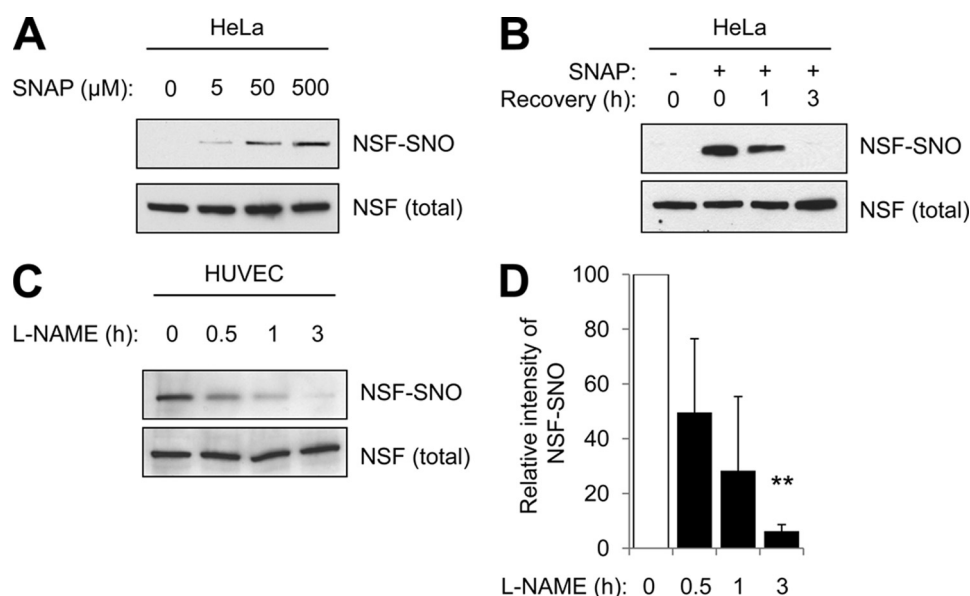 A
HeLa
SNAP (µM): 0 5 50 500
NSF-SNO
NSF (total)
B
HeLa
SNAP: - + + +
Recovery (h): 0 0 1 3
NSF-SNO
NSF (total)
C
HUVEC
L-NAME (h): 0 0.5 1 3
NSF-SNO
NSF (total)
D
Relative intensity of
NSF-SNO
100
80
60
40
20
0
**
L-NAME (h): 0 0.5 1 3